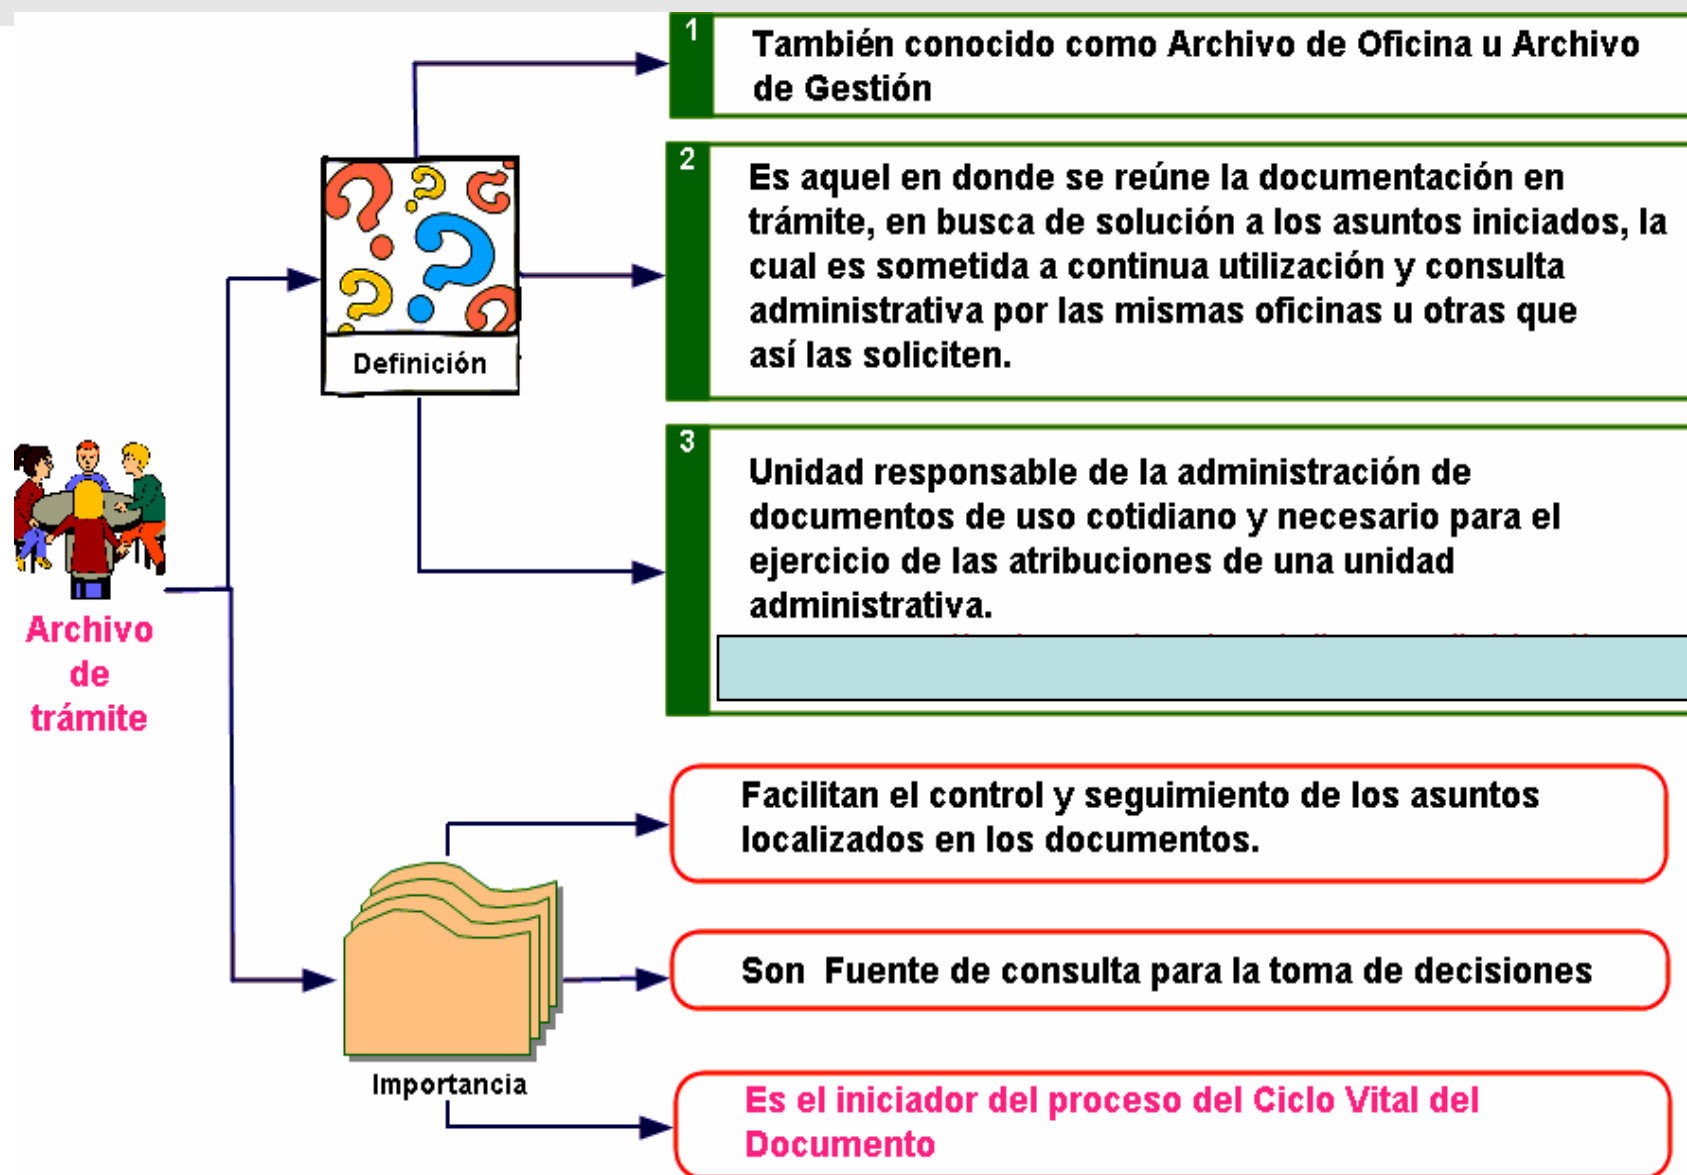 1
También conocido como Archivo de Oficina u Archivo
de Gestión
2
Es aquel en donde se reúne la documentación en
trámite, en busca de solución a los asuntos iniciados, la
cual es sometida a continua utilización y consulta
administrativa por las mismas oficinas u otras que
así las soliciten.
Definición
3
Unidad responsable de la administración de
documentos de uso cotidiano y necesario para el
ejercicio de las atribuciones de una unidad
administrativa.
Archivo
de
trámite
Facilitan el control y seguimiento de los asuntos
localizados en los documentos.
Son Fuente de consulta para la toma de decisiones
Importancia
Es el iniciador del proceso del Ciclo Vital del
Documento